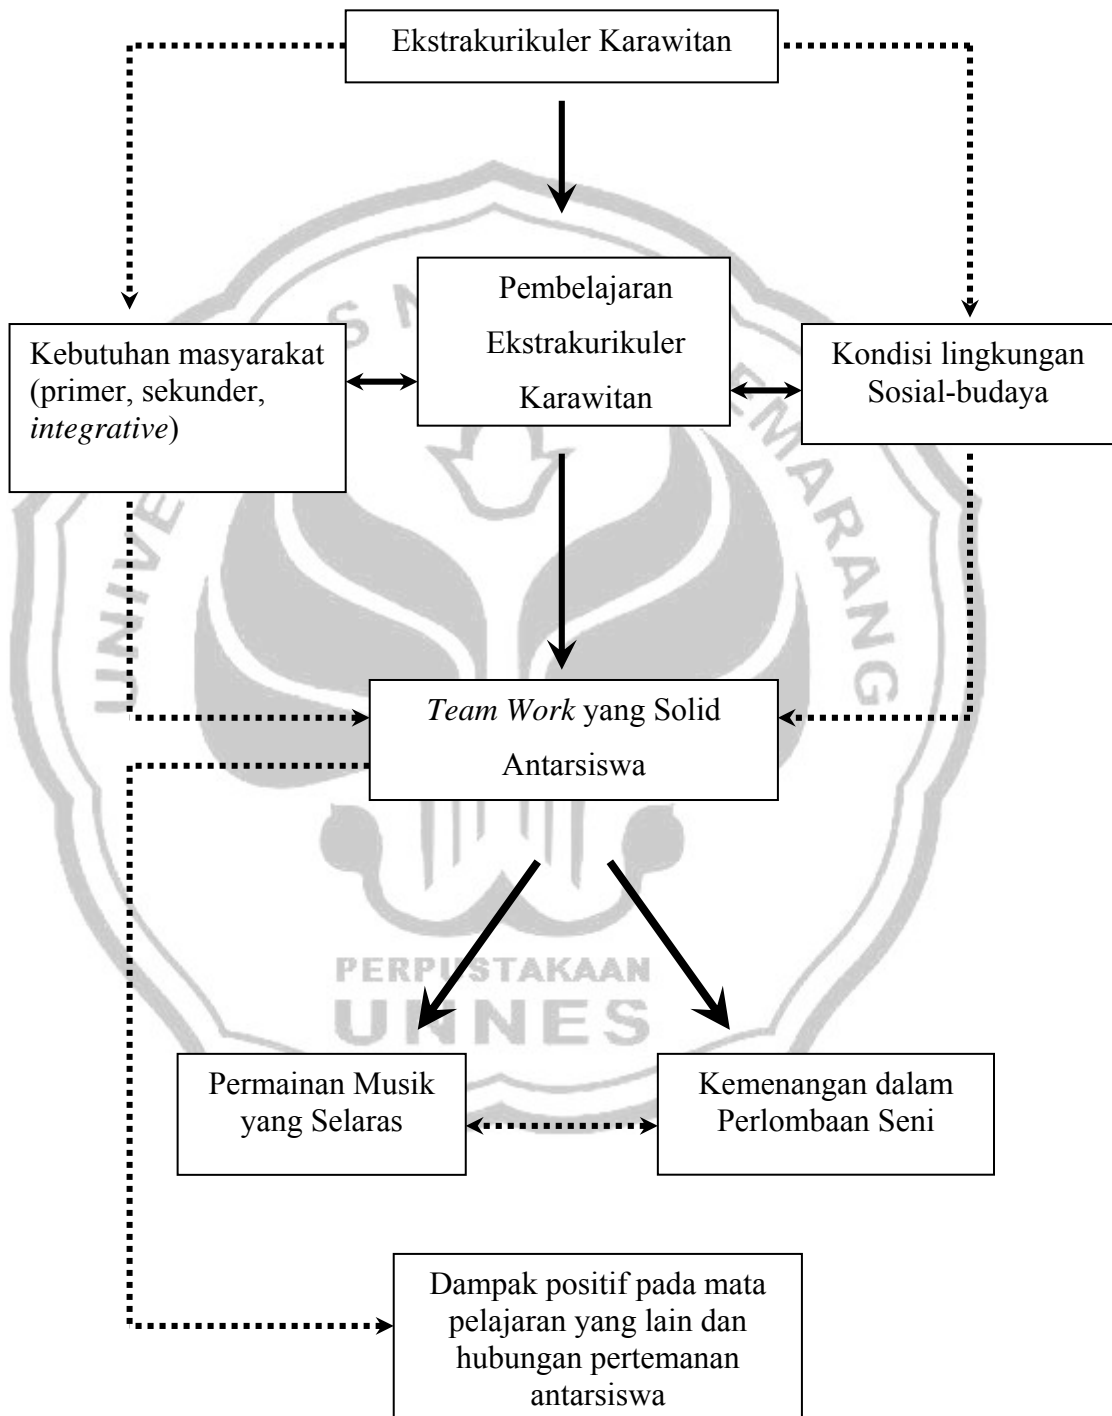 Ekstrakurikuler Karawitan
Pembelajaran
Ekstrakurikuler
Karawitan
Kebutuhan masyarakat
(primer, sekunder,
integrative)
Kondisi lingkungan
Sosial-budaya
Team Work yang Solid
Antarsiswa
PERPUSTAKAAN
UNNES
Permainan Musik
yang Selaras
Kemenangan dalam
Perlombaan Seni
Dampak positif pada mata
pelajaran yang lain dan
hubungan pertemanan
antarsiswa